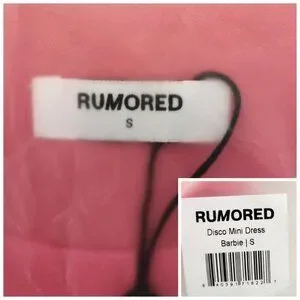 RUMORED
S
RUMORED
Disco Mini Dress
Barbie | S